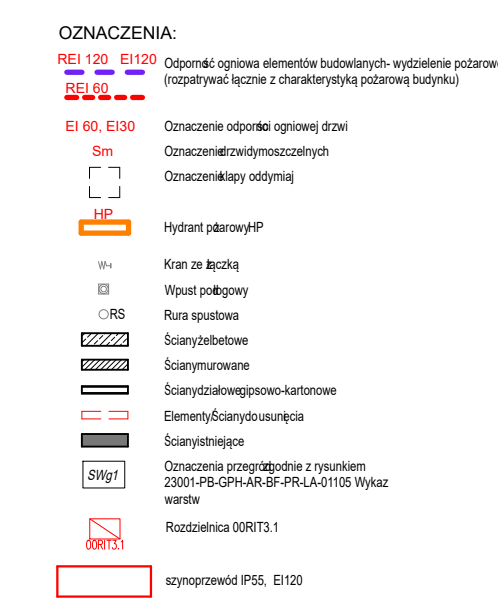 OZNACZENIA:
REI 120 EI120 Odporność ogniowa elementów budowlanych- wydzielenie pożarowe
REI 60 (rozpatrywać łącznie z charakterystyką pożarową budynku)
EI 60, EI30 Oznaczenie odporności ogniowej drzwi
Sm Oznaczenie drzwi dymoszczelnych
Oznaczenie klapy oddymiaj
HP
Hydrant pożarowy HP
W Kran ze złączką
Wpust podłogowy
RS Rura spustowa
Ściany żelbetowe
Ściany murowane
Ściany działowe gipsowo-kartonowe
Elementy/Ściany do usunięcia
Ściany istniejące
SWg1 Oznaczenia przegród zgodnie z rysunkiem
23001-PB-GPH-AR-BF-PR-LA-01105 Wykaz
warstw
Rozdzielnica 00RIT3.1
00RIT3.1
szynoprzewód IP55, EI120